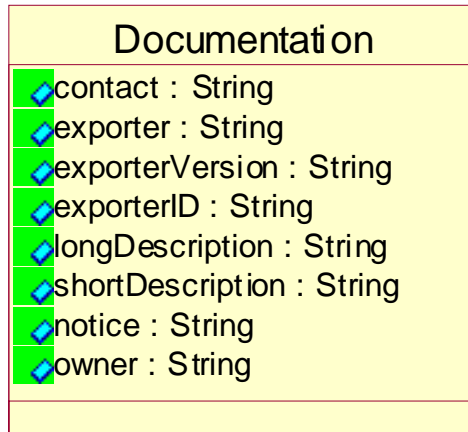 Documentation
contact : String
exporter : String
exporterVersion : String
exporterID : String
longDescription : String
shortDescription : String
notice : String
owner : String